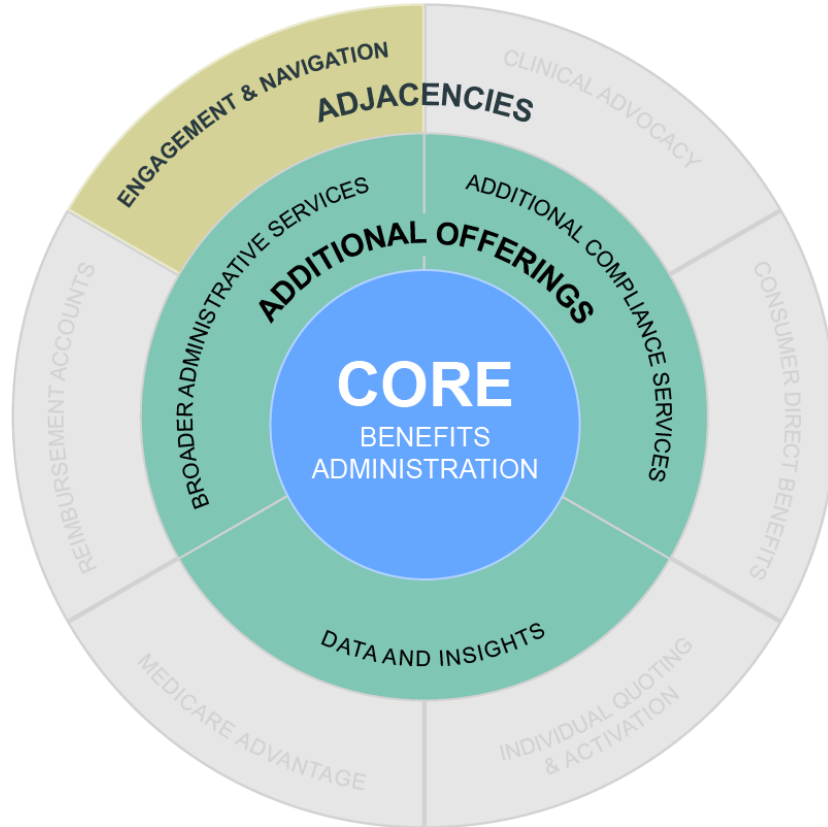 ENGAGEMENT & NAVIGATION
ADJACENCIES
CLINICAL ADVOCACY
CONSUMER DIRECT BENEFITS
INDIVIDUAL QUOTING
& ACTIVATION
MEDICARE ADVANTAGE
REIMBURSEMENT ACCOUNTS
BROADER ADMINISTRATIVE SERVICES
ADDITIONAL OFFERINGS
ADDITIONAL COMPLIANCE SERVICES
DATA AND INSIGHTS
CORE
BENEFITS
ADMINISTRATION